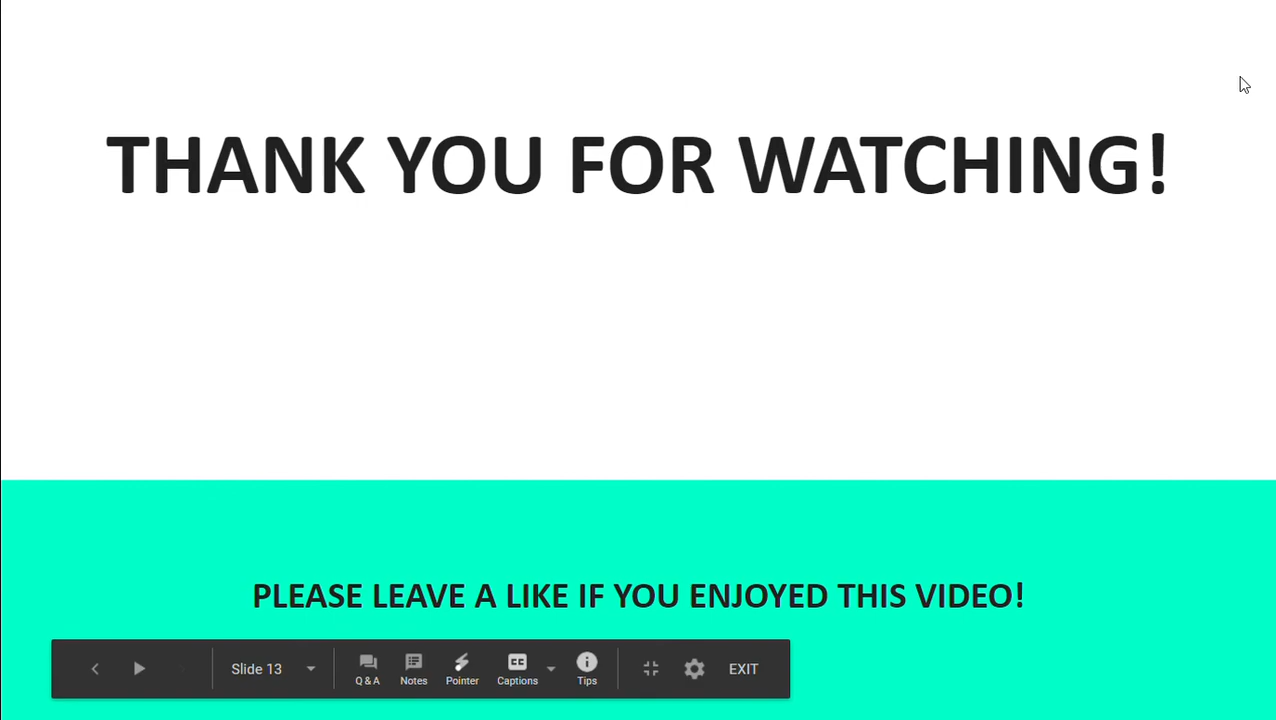 THANK YOU FOR WATCHING!
PLEASE LEAVE A LIKE IF YOU ENJOYED THIS VIDEO!
Slide 13
Q & A
Notes
Pointer
CC
Captions
Tips
EXIT